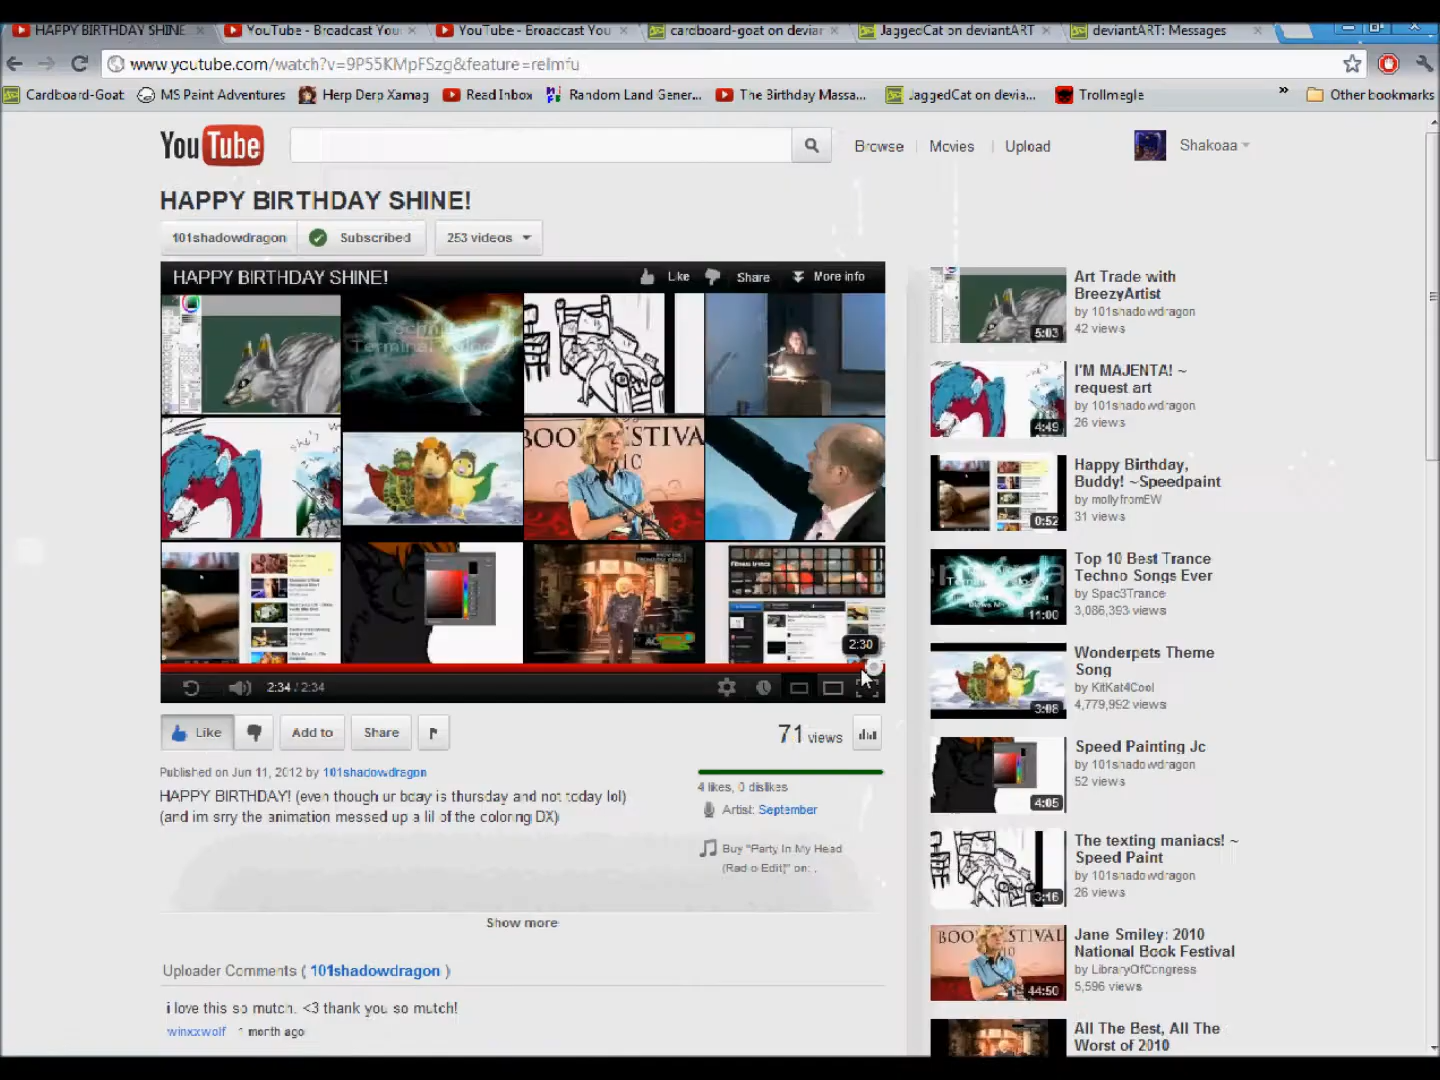 HAPPY BIRTHDAY SHINE
YouTube - Broadcast You
YouTube - Broadcast You
cardboard-goat on deviar
JaggedCat on deviantART
deviantART: Messages
www.youtube.com/watch?v=9P55KMpFSzg&feature=relmfu
Cardboard-Goat
MS Paint Adventures
Herp Derp Xamag
Read Inbox
Random Land Gener...
The Birthday Massa...
JaggedCat on devia...
Trollmegle
Other bookmarks
YouTube
Browse
Movies
Upload
Shakoaa
HAPPY BIRTHDAY SHINE!
101shadowdragon
Subscribed
253 videos
HAPPY BIRTHDAY SHINE!
Like
Share
More info
BOOK FESTIVA
10
2:30
2:34 / 2:34
Like
Add to
Share
71 views
Published on Jun 11, 2012 by 101shadowdragon
HAPPY BIRTHDAY! (even though ur bday is thursday and not today lol)
(and im srry the animation messed up a lil of the coloring DX)
4 likes, 0 dislikes
Artist: September
Buy "Party In My Head
(Radio Edit)" on:
Show more
Uploader Comments ( 101shadowdragon )
i love this so mutch. <3 thank you so mutch!
winxxwolf 1 month ago
Art Trade with
BreezyArtist
by 101shadowdragon
42 views
5:03
I'M MAJENTA! ~
request art
by 101shadowdragon
26 views
4:49
Happy Birthday,
Buddy! ~Speedpaint
by mollyfromEW
31 views
0:52
Top 10 Best Trance
Techno Songs Ever
by Spac3Trance
3,086,393 views
11:00
Wonderpets Theme
Song
by KitKat4Cool
4,779,992 views
3:08
Speed Painting Jc
by 101shadowdragon
52 views
4:05
The texting maniacs! ~
Speed Paint
by 101shadowdragon
26 views
3:16
Jane Smiley: 2010
National Book Festival
by LibraryOfCongress
5,596 views
44:50
All The Best, All The
Worst of 2010